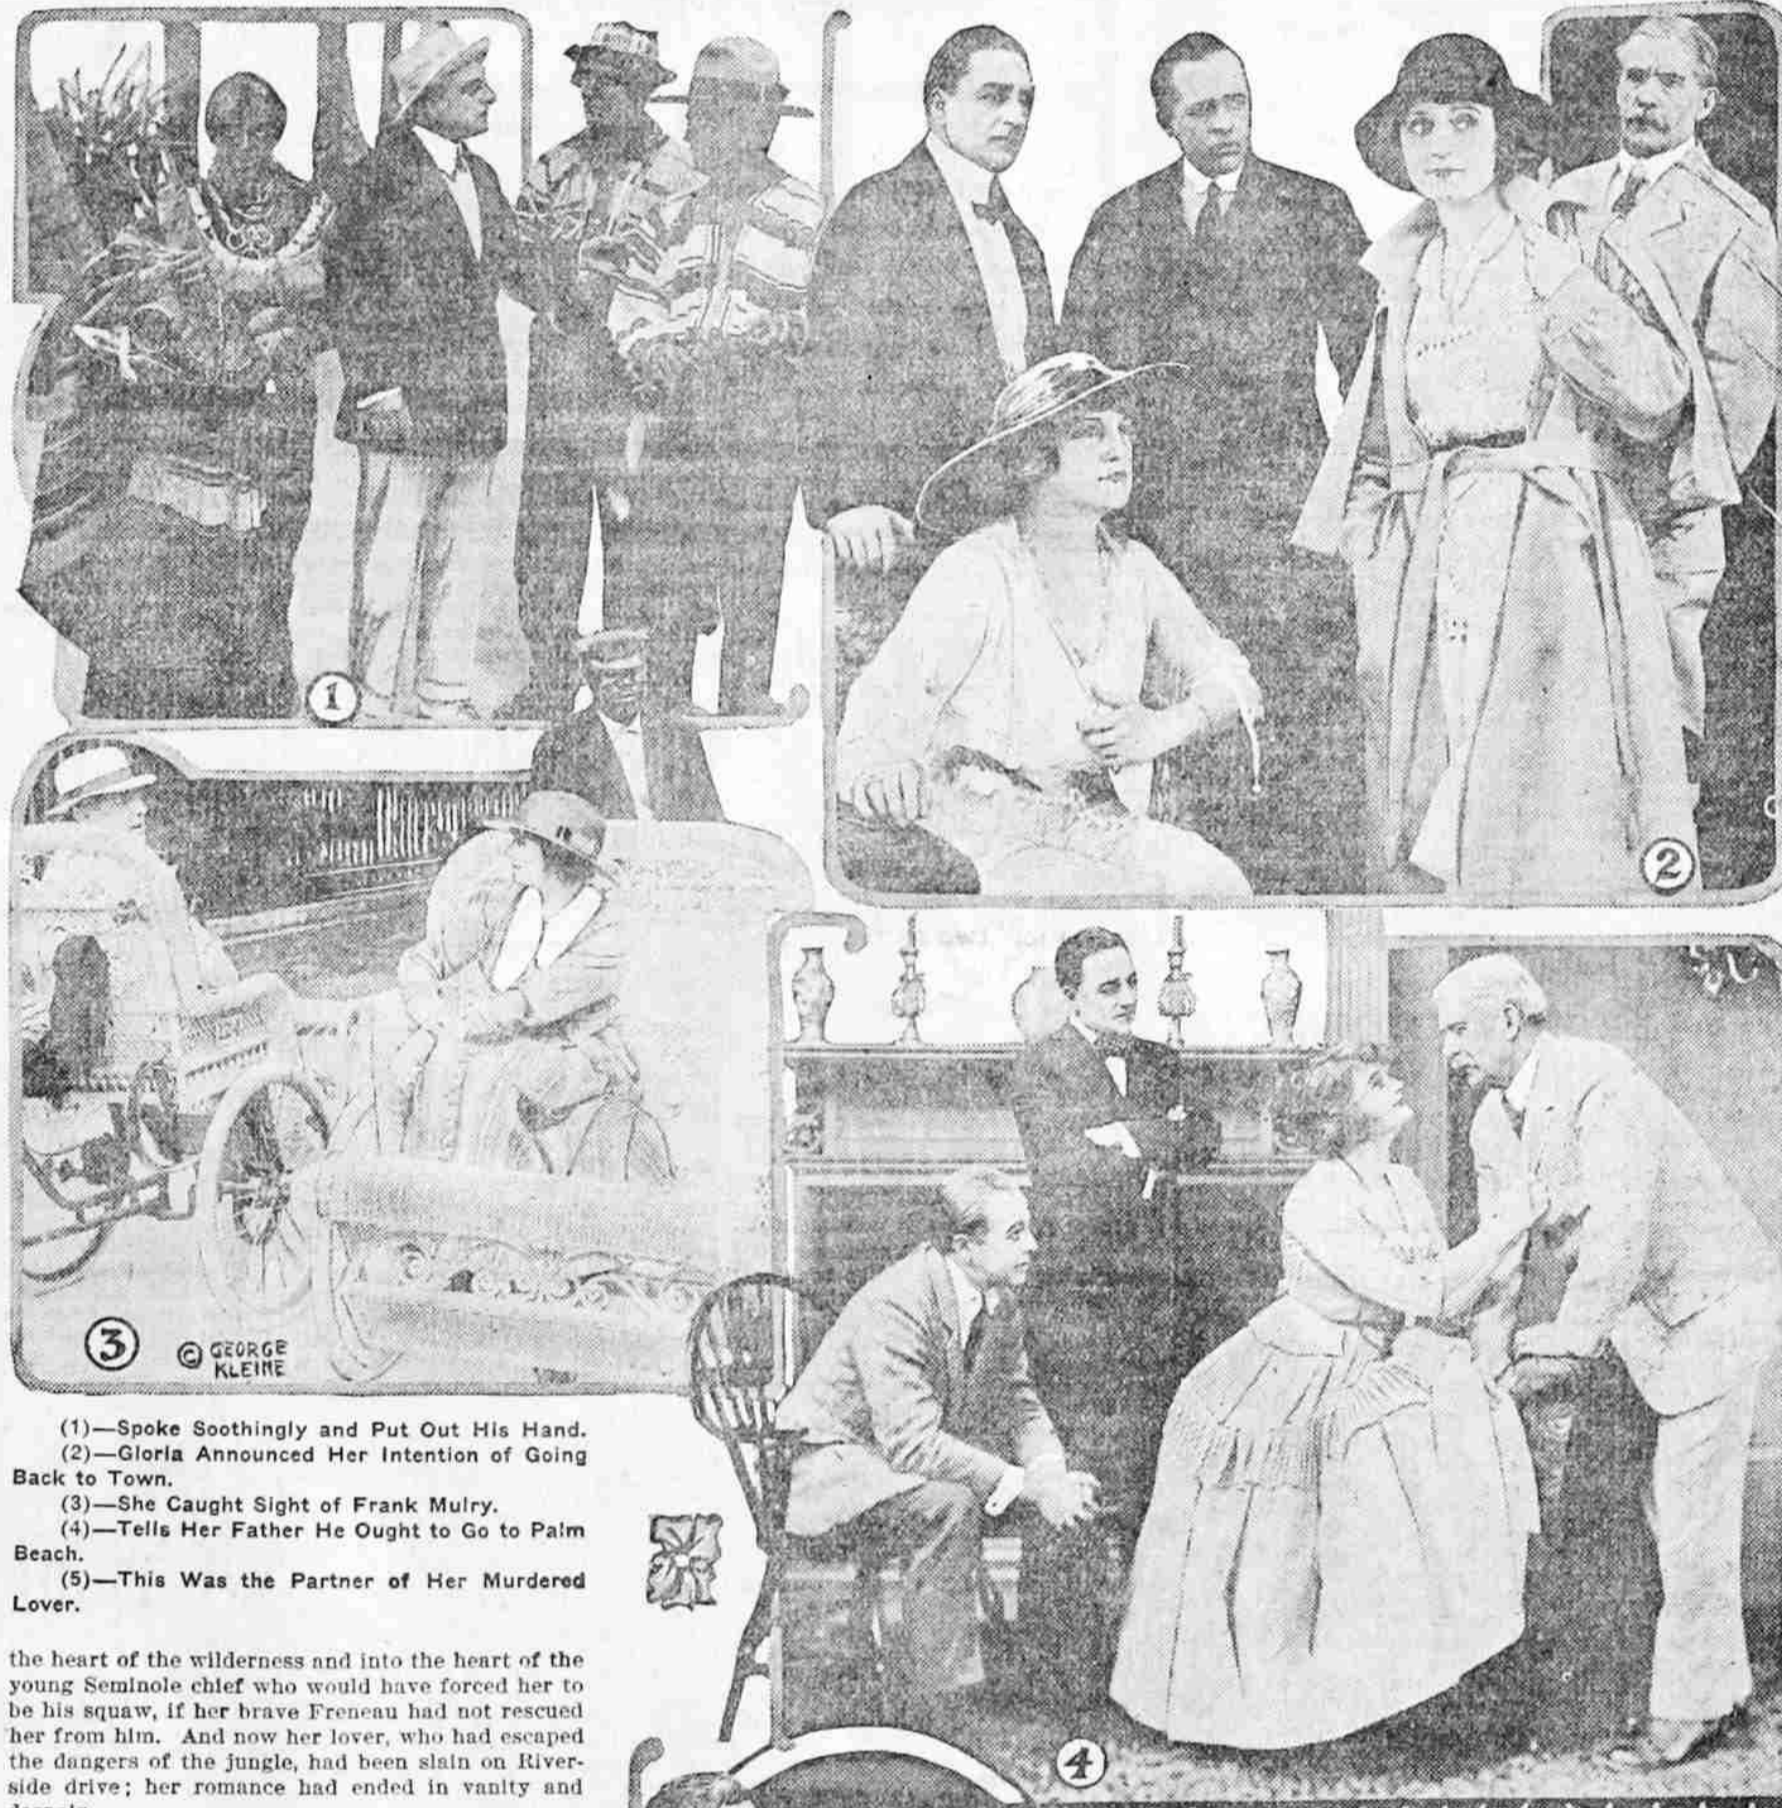 1
2
3
© GEORGE
KLEINE
(1)—Spoke Soothingly and Put Out His Hand.
(2)—Gloria Announced Her Intention of Going
Back to Town.
(3)—She Caught Sight of Frank Mulry.
(4)—Tells Her Father He Ought to Go to Palm
Beach.
(5)—This Was the Partner of Her Murdered
Lover.
the heart of the wilderness and into the heart of the
young Seminole chief who would have forced her to
be his squaw, if her brave Freneau had not rescued
her from him. And now her lover, who had escaped
the dangers of the jungle, had been slain on River-
side drive; her romance had ended in vanity and
4